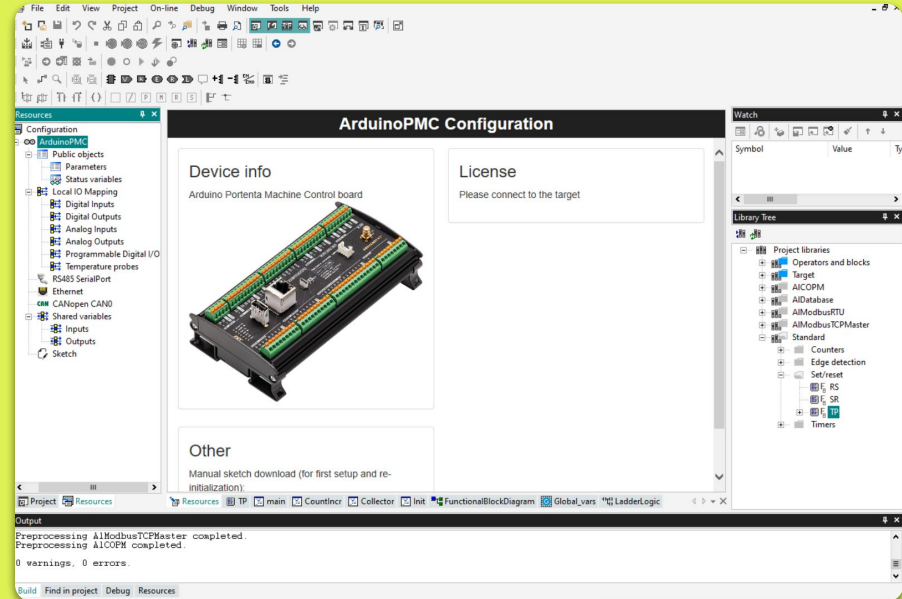 File Edit View Project On-line Debug Window Tools Help
Resources
Configuration
ArduinoPMC
Public objects
Parameters
Status variables
Local IO Mapping
Digital Inputs
Digital Outputs
Analog Inputs
Analog Outputs
Programmable Digital I/O
Temperature probes
RS485 SerialPort
Ethernet
CAN CANopen CAN0
Shared variables
Inputs
Outputs
Sketch
Project Resources
ArduinoPMC Configuration
Device info
Arduino Portenta Machine Control board
License
Please connect to the target
Other
Manual sketch download (for first setup and re-
initialization):
Resources TP main CountIncr Collector Init FunctionalBlockDiagram Global_vars LadderLogic
Watch
Symbol Value Ty
Library Tree
Project libraries
Operators and blocks
Target
AlCOPM
AlDatabase
AlModbusRTU
AlModbusTCPMaster
Standard
Counters
Edge detection
Set/reset
RS
SR
TP
Timers
Output
Preprocessing AlModbusTCPMaster completed.
Preprocessing AlCOPM completed.
0 warnings, 0 errors.
Build Find in project Debug Resources